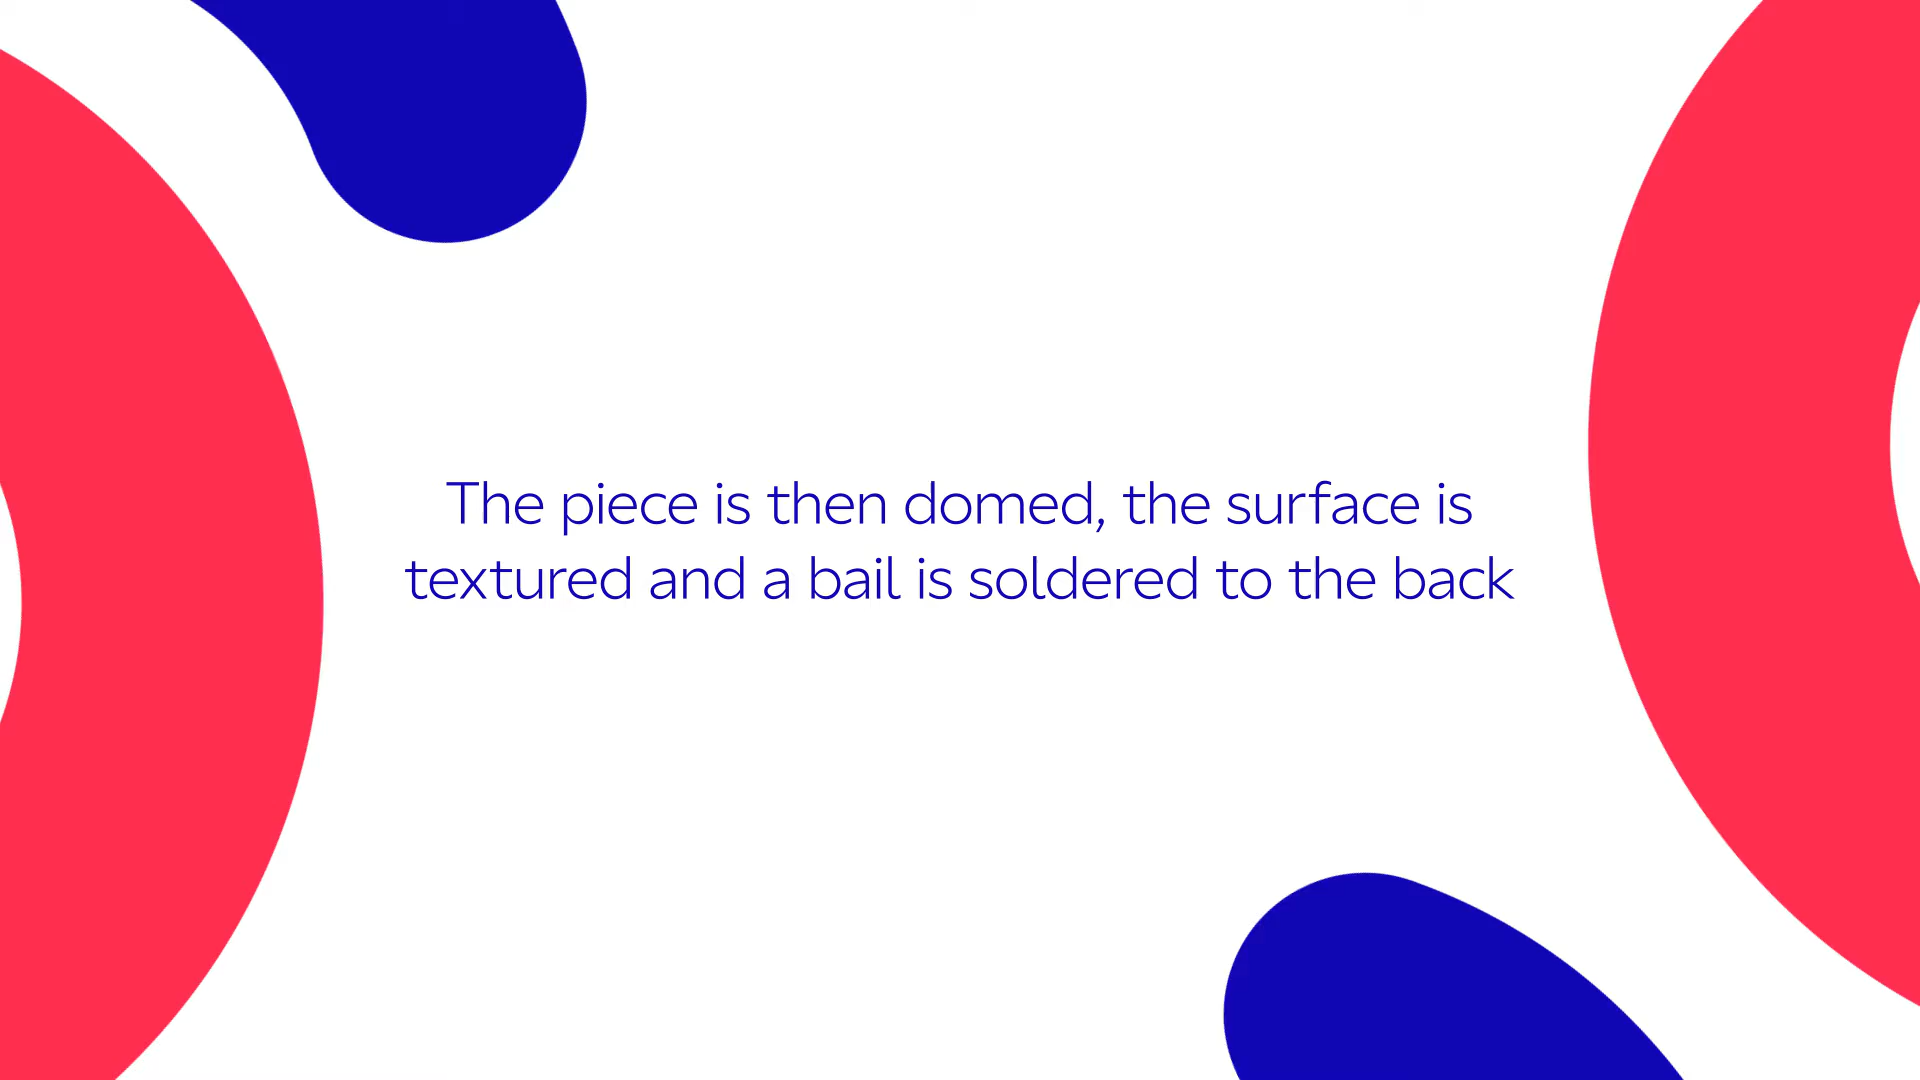 The piece is then domed, the surface is
textured and a bail is soldered to the back